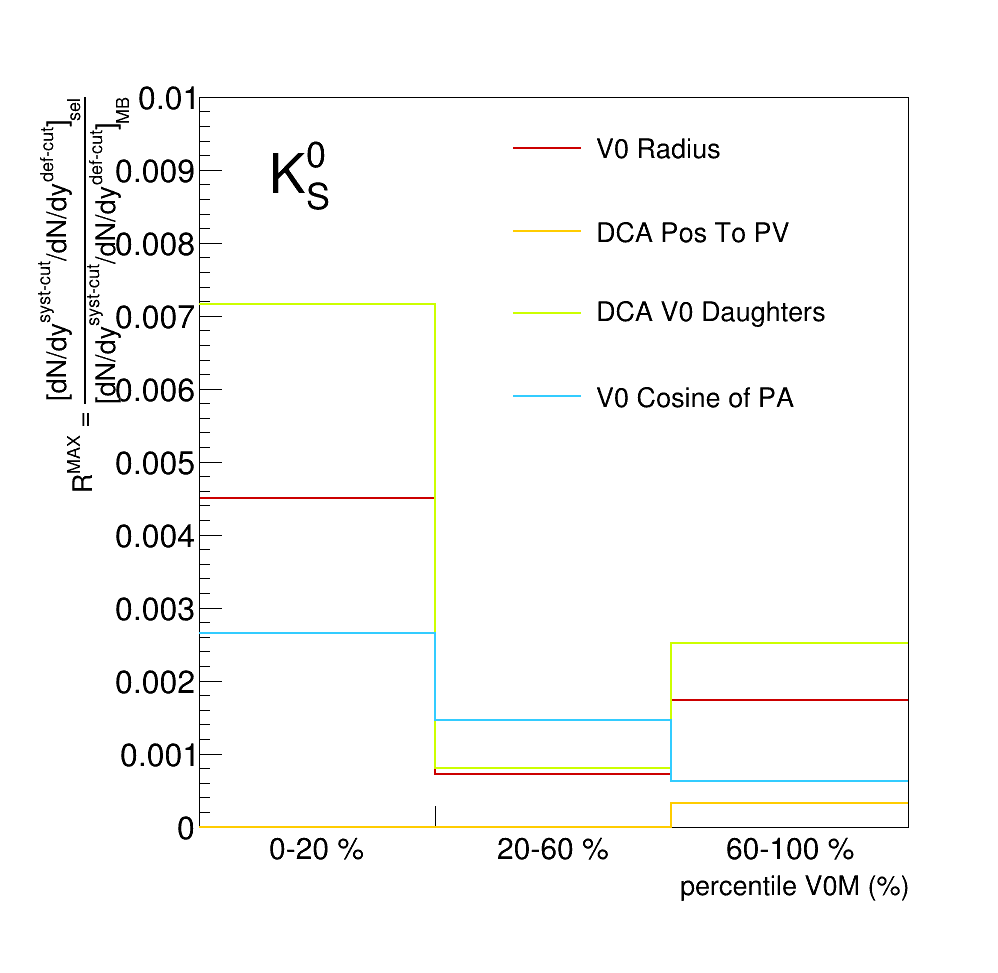 R^MAX = [dN/dy^syst-cut/dN/dy^def-cut]_sel
[dN/dy^syst-cut/dN/dy^def-cut]_MB
K^0_S
V0 Radius
DCA Pos To PV
DCA V0 Daughters
V0 Cosine of PA
0.01
0.009
0.008
0.007
0.006
0.005
0.004
0.003
0.002
0.001
0
0-20 % 20-60 % 60-100 %
percentile V0M (%)